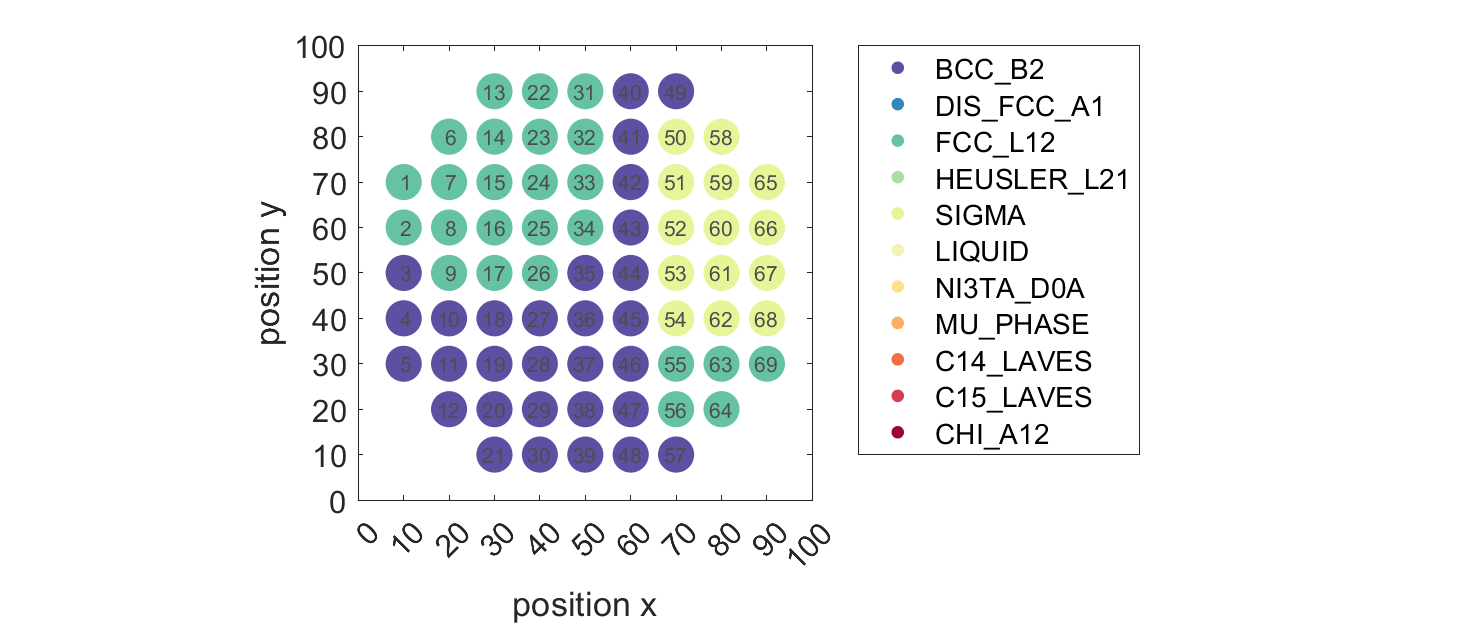 100
90
80
70
60
50
40
30
20
10
0
position y
13 22 31 40 49
6 14 23 32 41 50 58
1 7 15 24 33 42 51 59 65
2 8 16 25 34 43 52 60 66
3 9 17 26 35 44 53 61 67
4 10 18 27 36 45 54 62 68
5 11 19 28 37 46 55 63 69
12 20 29 38 47 56 64
21 30 39 48 57
0 10 20 30 40 50 60 70 80 90 100
position x
BCC_B2
DIS_FCC_A1
FCC_L12
HEUSLER_L21
SIGMA
LIQUID
NI3TA_D0A
MU_PHASE
C14_LAVES
C15_LAVES
CHI_A12